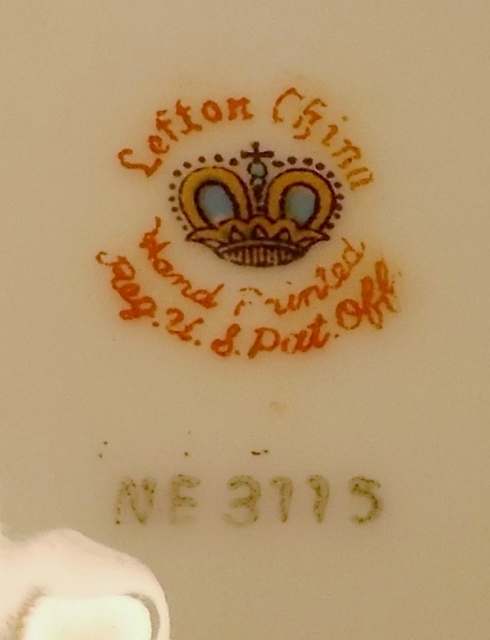 Lefton China
Hand Painted
Reg. U. S. Pat. Off.
NE 3115